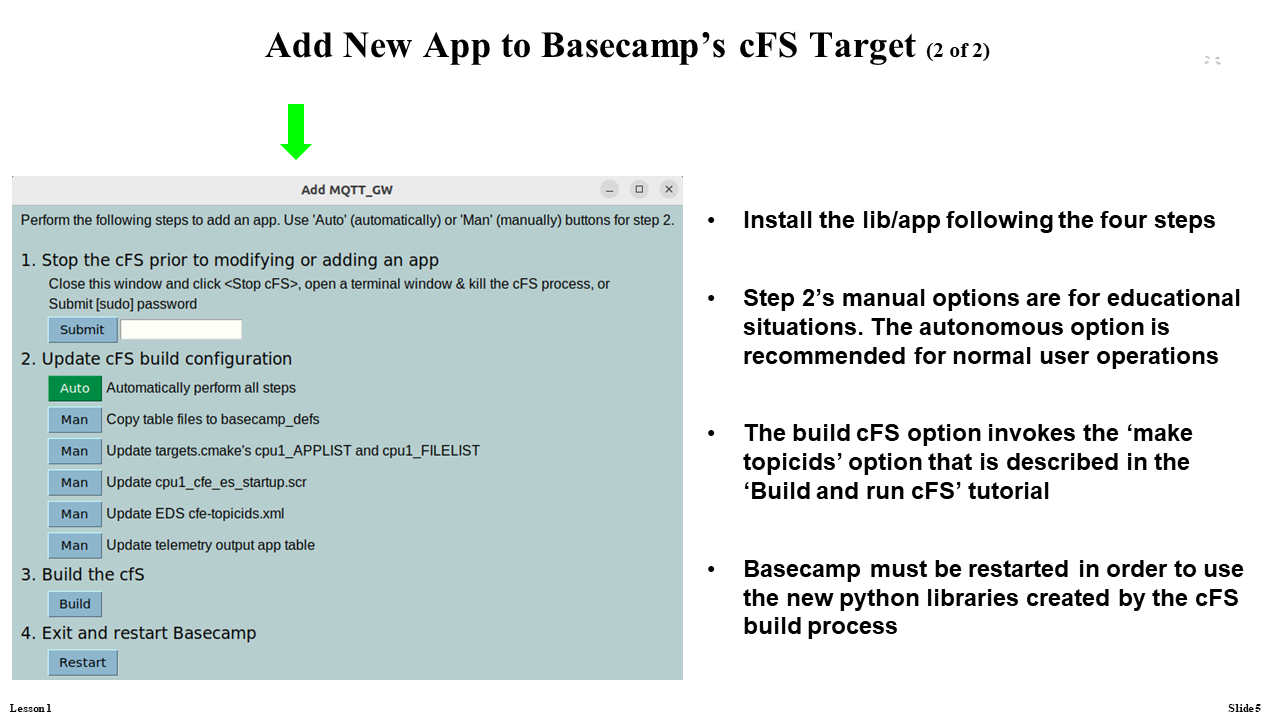 Add New App to Basecamp’s cFS Target (2 of 2)
Add MQTT_GW
Perform the following steps to add an app. Use 'Auto' (automatically) or 'Man' (manually) buttons for step 2.
1. Stop the cFS prior to modifying or adding an app
Close this window and click <Stop cFS>, open a terminal window & kill the cFS process, or
Submit [sudo] password
Submit
2. Update cFS build configuration
Auto Automatically perform all steps
Man Copy table files to basecamp_defs
Man Update targets.cmake's cpu1_APPLIST and cpu1_FILELIST
Man Update cpu1_cfe_es_startup.scr
Man Update EDS cfe-topicids.xml
Man Update telemetry output app table
3. Build the cfS
Build
4. Exit and restart Basecamp
Restart
• Install the lib/app following the four steps
• Step 2’s manual options are for educational
situations. The autonomous option is
recommended for normal user operations
• The build cFS option invokes the ‘make
topicids’ option that is described in the
‘Build and run cFS’ tutorial
• Basecamp must be restarted in order to use
the new python libraries created by the cFS
build process
Lesson 1
Slide 5